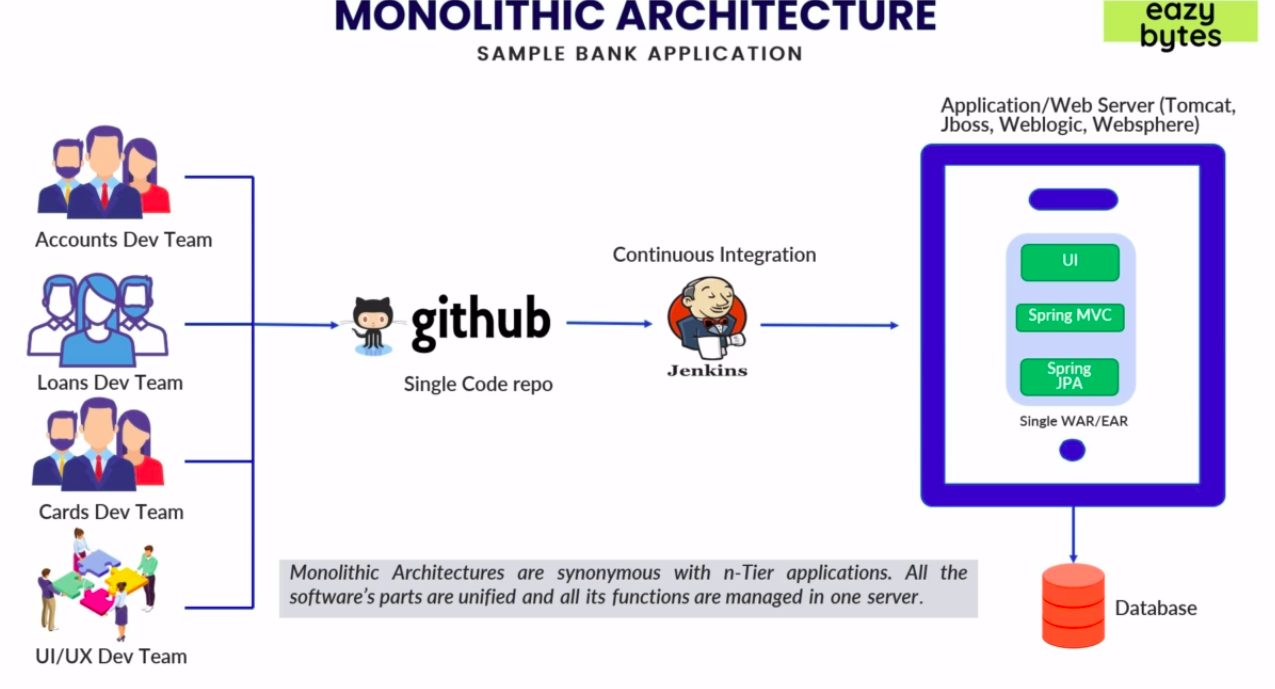 MONOLITHIC ARCHITECTURE
SAMPLE BANK APPLICATION
eazy
bytes
Application/Web Server (Tomcat,
Jboss, Weblogic, Websphere)
Accounts Dev Team
Loans Dev Team
Cards Dev Team
UI/UX Dev Team
github
Single Code repo
Continuous Integration
Jenkins
UI
Spring MVC
Spring
JPA
Single WAR/EAR
Database
Monolithic Architectures are synonymous with n-Tier applications. All the
software's parts are unified and all its functions are managed in one server.